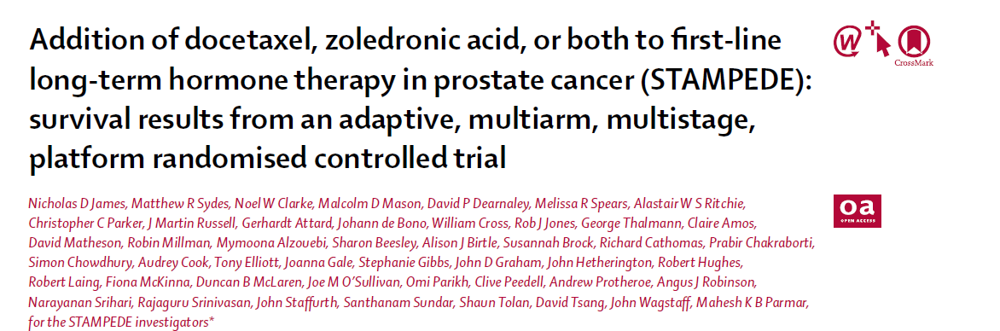 Addition of docetaxel, zoledronic acid, or both to first-line
long-term hormone therapy in prostate cancer (STAMPEDE):
survival results from an adaptive, multiarm, multistage,
platform randomised controlled trial
W
CrossMark
Nicholas D James, Matthew R Sydes, Noel W Clarke, Malcolm D Mason, David P Dearnaley, Melissa R Spears, Alastair W S Ritchie,
Christopher C Parker, J Martin Russell, Gerhardt Attard, Johann de Bono, William Cross, Rob J Jones, George Thalmann, Claire Amos,
David Matheson, Robin Millman, Mymoona Alzouebi, Sharon Beesley, Alison J Birtle, Susannah Brock, Richard Cathomas, Prabir Chakraborti,
Simon Chowdhury, Audrey Cook, Tony Elliott, Joanna Gale, Stephanie Gibbs, John D Graham, John Hetherington, Robert Hughes,
Robert Laing, Fiona McKinna, Duncan B McLaren, Joe M O’Sullivan, Omi Parikh, Clive Peedell, Andrew Protheroe, Angus J Robinson,
Narayanan Srihari, Rajaguru Srinivasan, John Staffurth, Santhanam Sundar, Shaun Tolan, David Tsang, John Wagstaff, Mahesh K B Parmar,
for the STAMPEDE investigators*
oa
OPEN ACCESS